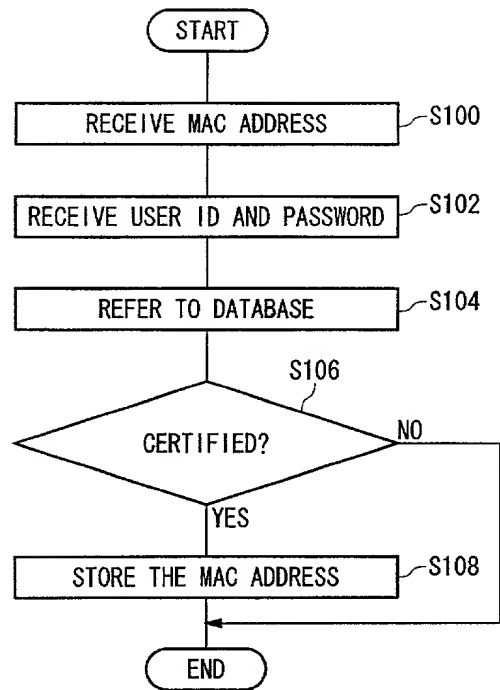 START
RECEIVE MAC ADDRESS
S100
RECEIVE USER ID AND PASSWORD
S102
REFER TO DATABASE
S104
S106
CERTIFIED?
NO
YES
STORE THE MAC ADDRESS
S108
END